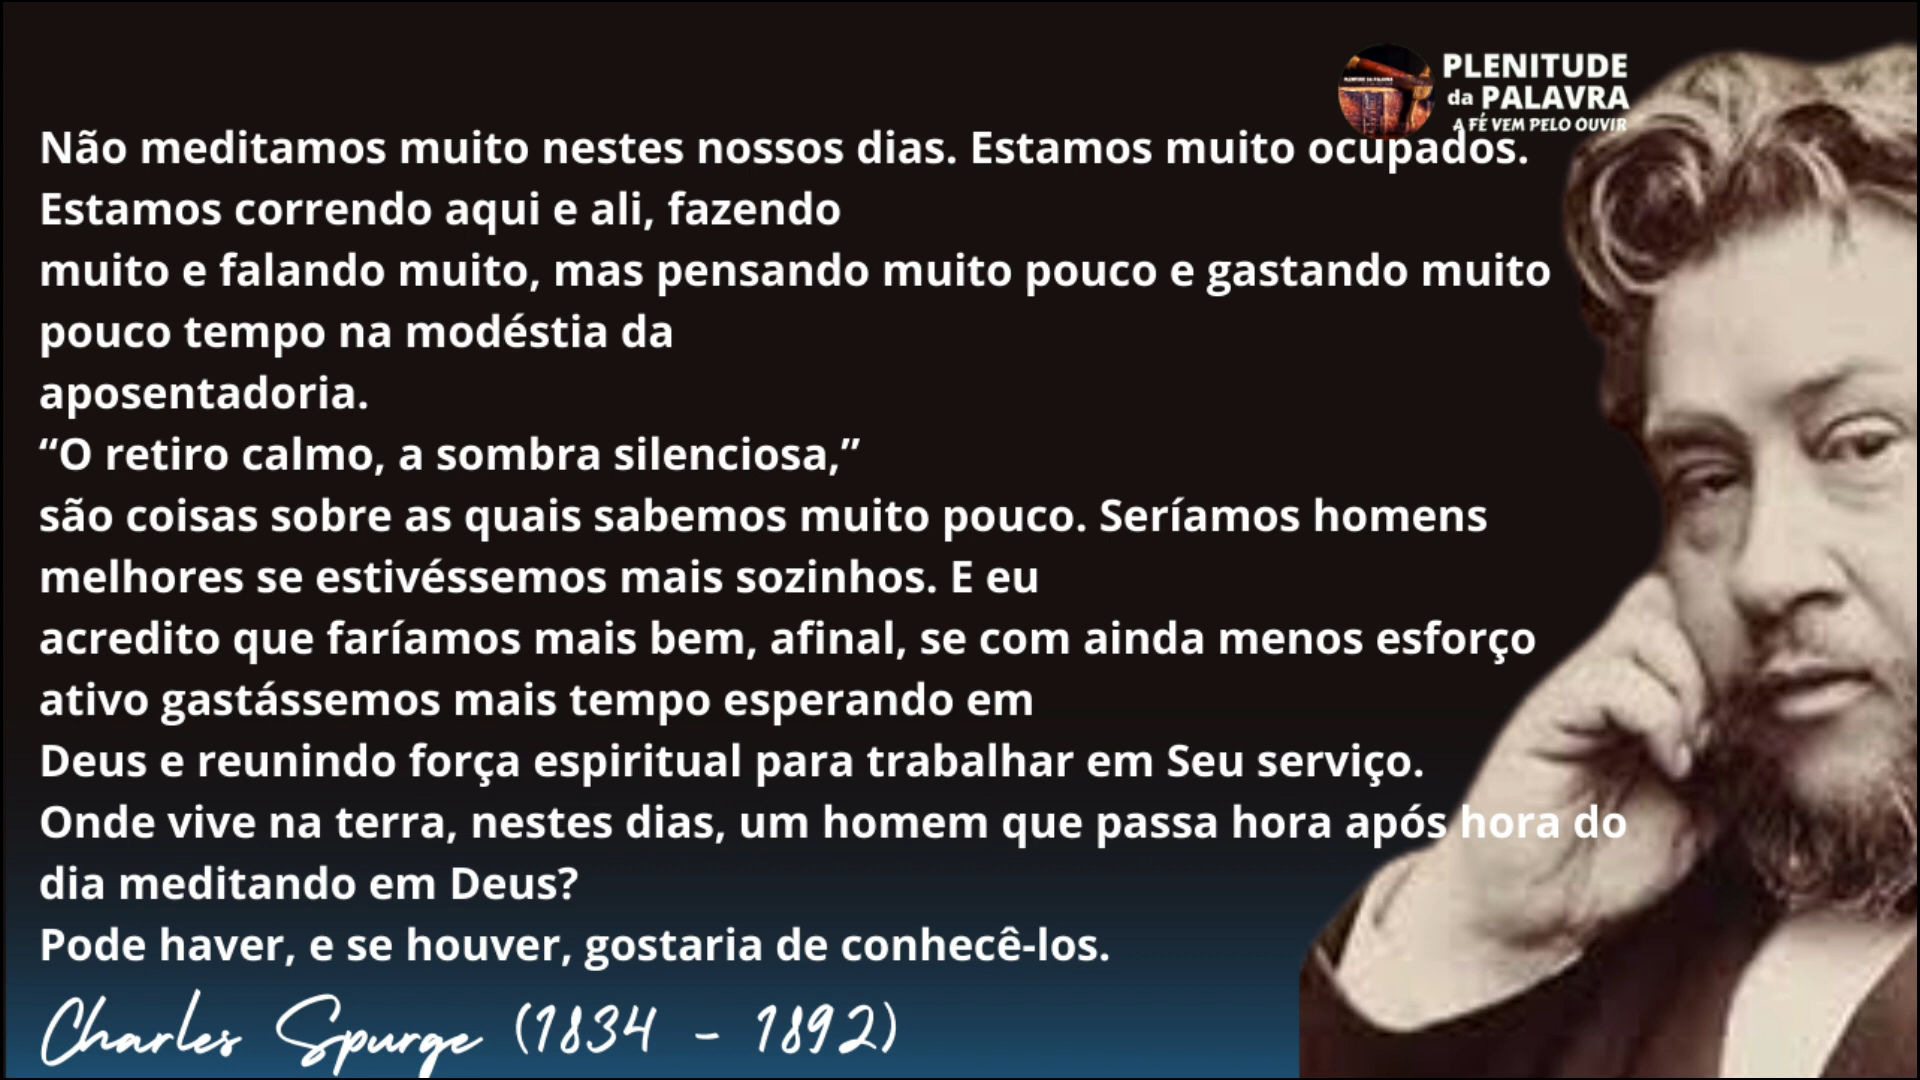 PLENITUDE
da PALAVRA
A FÉ VEM PELO OUVIR
Não meditamos muito nestes nossos dias. Estamos muito ocupados.
Estamos correndo aqui e ali, fazendo
muito e falando muito, mas pensando muito pouco e gastando muito
pouco tempo na modéstia da
aposentadoria.
“O retiro calmo, a sombra silenciosa,”
são coisas sobre as quais sabemos muito pouco. Seríamos homens
melhores se estivéssemos mais sozinhos. E eu
acredito que faríamos mais bem, afinal, se com ainda menos esforço
ativo gastássemos mais tempo esperando em
Deus e reunindo força espiritual para trabalhar em Seu serviço.
Onde vive na terra, nestes dias, um homem que passa hora após hora do
dia meditando em Deus?
Pode haver, e se houver, gostaria de conhecê-los.
Charles Spurge (1834 - 1892)